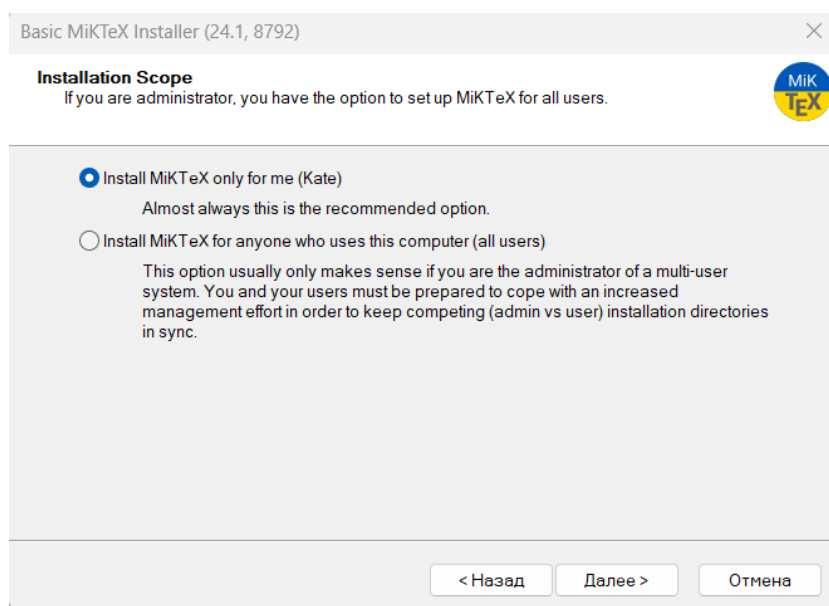 Basic MiKTeX Installer (24.1, 8792)
Installation Scope
If you are administrator, you have the option to set up MiKTeX for all users.
MiK
TEX
Install MiKTeX only for me (Kate)
Almost always this is the recommended option.
Install MiKTeX for anyone who uses this computer (all users)
This option usually only makes sense if you are the administrator of a multi-user
system. You and your users must be prepared to cope with an increased
management effort in order to keep competing (admin vs user) installation directories
in sync.
< Назад Далее > Отмена